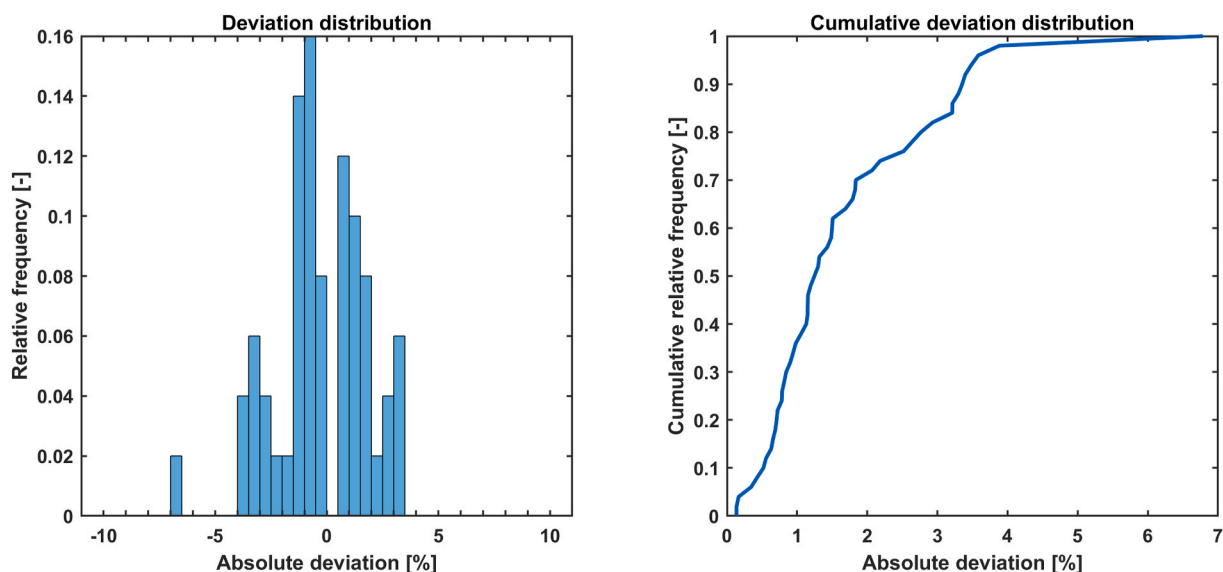 Deviation distribution
0.16
0.14
0.12
0.1
0.08
0.06
0.04
0.02
0
Relative frequency [-]
-10 -5 0 5 10
Absolute deviation [%]
Cumulative deviation distribution
1
0.9
0.8
0.7
0.6
0.5
0.4
0.3
0.2
0.1
0
Cumulative relative frequency [-]
0 1 2 3 4 5 6 7
Absolute deviation [%]